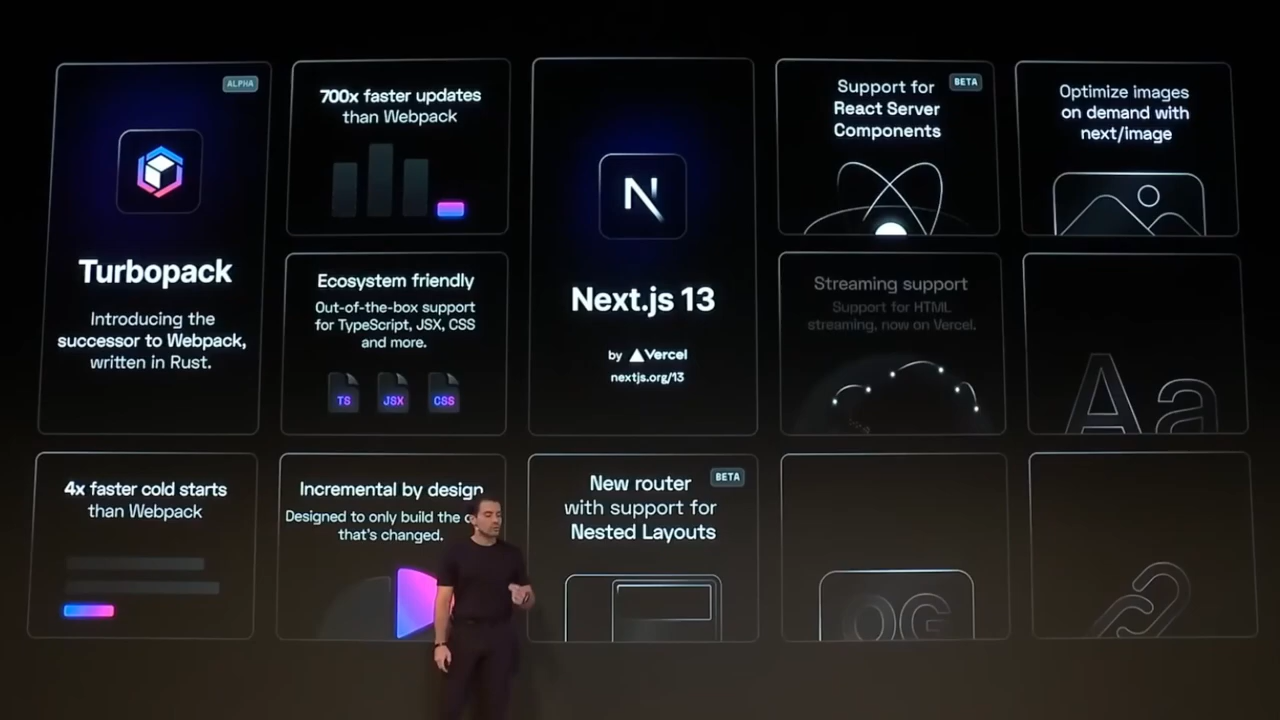 ALPHA
Turbopack
Introducing the
successor to Webpack,
written in Rust.
700x faster updates
than Webpack
Ecosystem friendly
Out-of-the-box support
for TypeScript, JSX, CSS
and more.
TS
JSX
CSS
N
Next.js 13
by Vercel
nextjs.org/13
Support for
BETA
React Server
Components
Optimize images
on demand with
next/image
Streaming support
Support for HTML
streaming, now on Vercel.
Aa
4x faster cold starts
than Webpack
Incremental by design
Designed to only build the
that's changed.
New router
BETA
with support for
Nested Layouts
OG